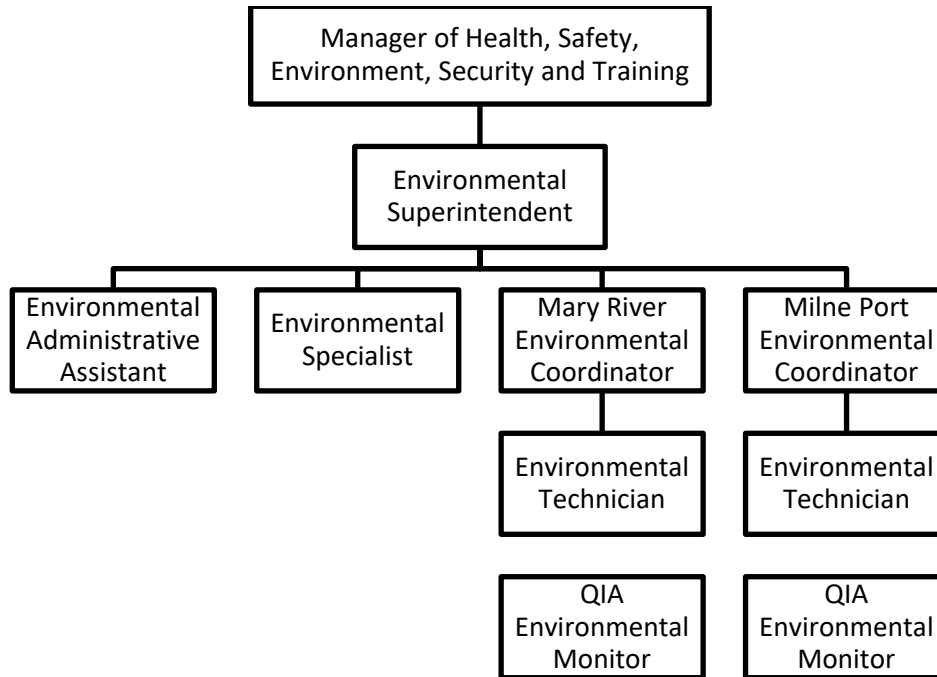 Manager of Health, Safety,
Environment, Security and Training
Environmental
Superintendent
Environmental
Administrative
Assistant
Environmental
Specialist
Mary River
Environmental
Coordinator
Milne Port
Environmental
Coordinator
Environmental
Technician
Environmental
Technician
QIA
Environmental
Monitor
QIA
Environmental
Monitor